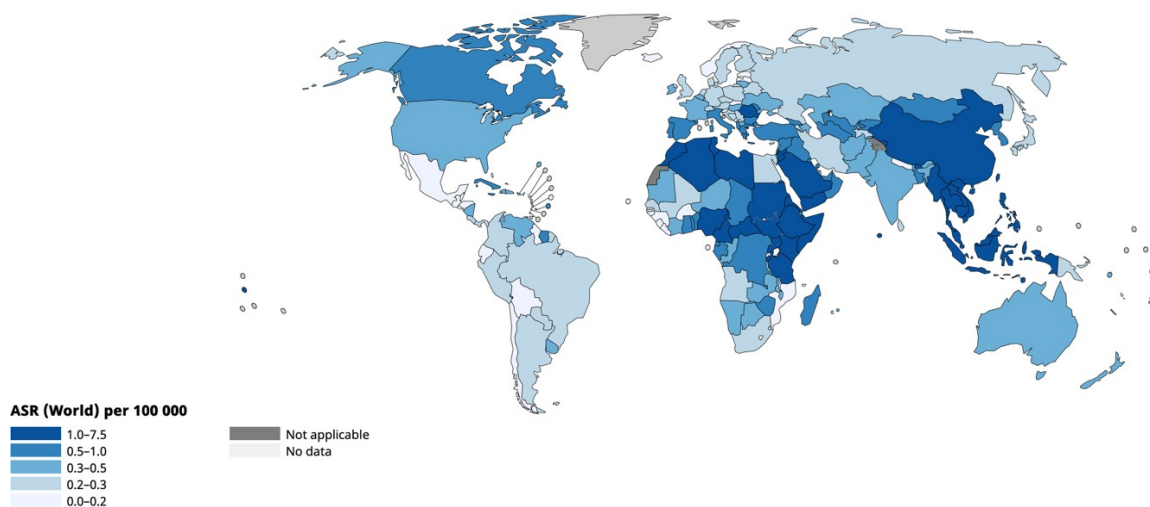 ASR (World) per 100 000
1.0–7.5
0.5–1.0
0.3–0.5
0.2–0.3
0.0–0.2
Not applicable
No data